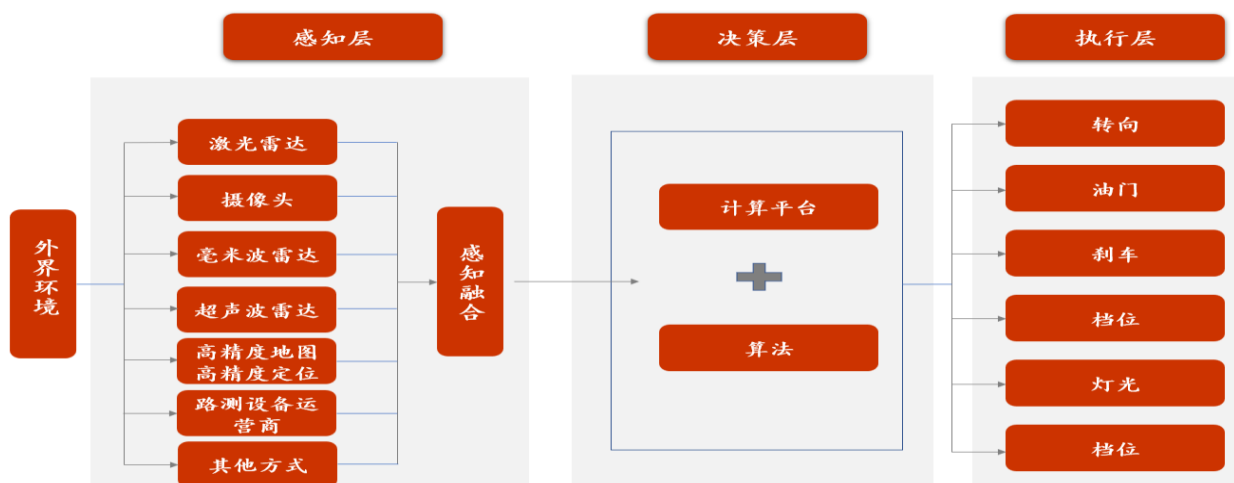 感知层
决策层
执行层
外界环境
激光雷达
摄像头
毫米波雷达
超声波雷达
高精度地图
高精度定位
路测设备运
营商
其他方式
感知融合
计算平台
算法
转向
油门
刹车
档位
灯光
档位